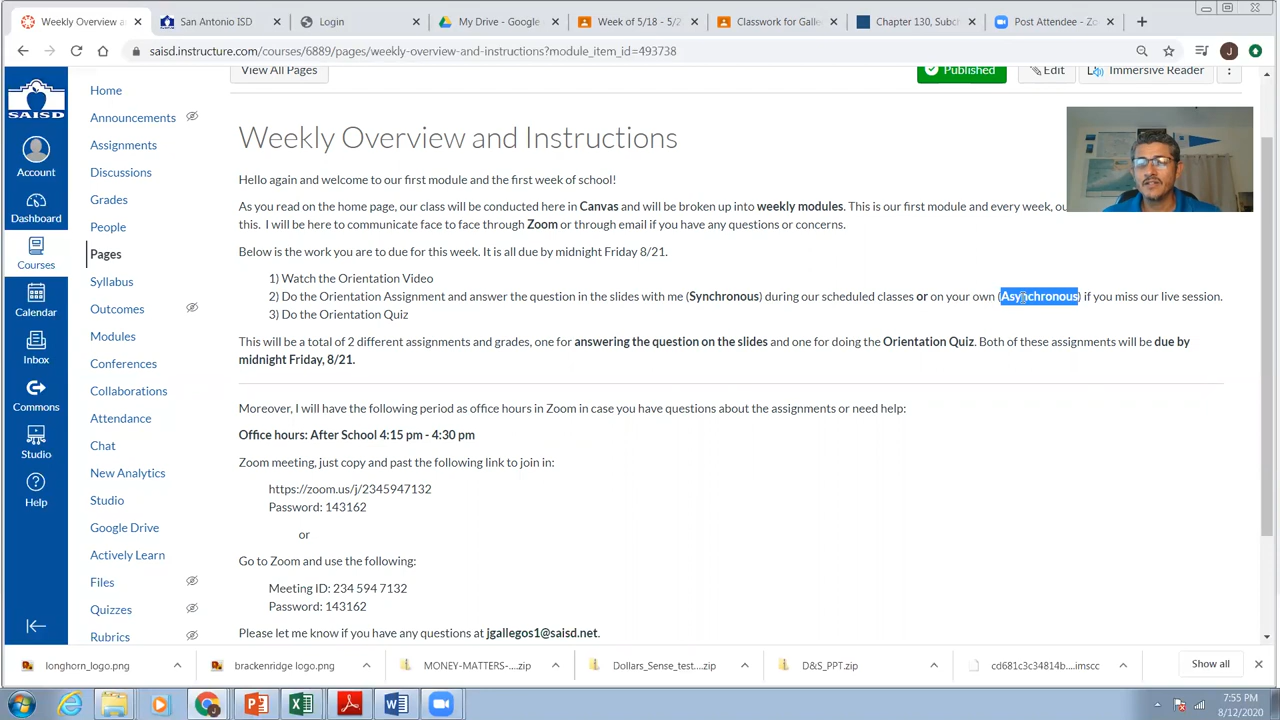 Weekly Overview a
San Antonio ISD
Login
My Drive - Google
Week of 5/18 - 5/2
Classwork for Galle
Chapter 130, Subch
Post Attendee - Zo
saisd.instructure.com/courses/6889/pages/weekly-overview-and-instructions?module_item_id=493738
J
SAISD
Account
Dashboard
Courses
Calendar
Inbox
Commons
Studio
Help
Home
Announcements
Assignments
Discussions
Grades
People
Pages
Syllabus
Outcomes
Modules
Conferences
Collaborations
Attendance
Chat
New Analytics
Studio
Google Drive
Actively Learn
Files
Quizzes
Rubrics
View All Pages
Published
Edit
Immersive Reader
Weekly Overview and Instructions
Hello again and welcome to our first module and the first week of school!
As you read on the home page, our class will be conducted here in Canvas and will be broken up into weekly modules. This is our first module and every week, ou
this. I will be here to communicate face to face through Zoom or through email if you have any questions or concerns.
Below is the work you are to due for this week. It is all due by midnight Friday 8/21.
1) Watch the Orientation Video
2) Do the Orientation Assignment and answer the question in the slides with me (Synchronous) during our scheduled classes or on your own (Asynchronous) if you miss our live session.
3) Do the Orientation Quiz
This will be a total of 2 different assignments and grades, one for answering the question on the slides and one for doing the Orientation Quiz. Both of these assignments will be due by
midnight Friday, 8/21.
Moreover, I will have the following period as office hours in Zoom in case you have questions about the assignments or need help:
Office hours: After School 4:15 pm - 4:30 pm
Zoom meeting, just copy and past the following link to join in:
https://zoom.us/j/2345947132
Password: 143162
or
Go to Zoom and use the following:
Meeting ID: 234 594 7132
Password: 143162
Please let me know if you have any questions at jgallegos1@saisd.net.
longhorn_logo.png
brackenridge logo.png
MONEY-MATTERS-....zip
Dollars_Sense_test....zip
D&S_PPT.zip
cd681c3c34814b....imscc
Show all
7:55 PM
8/12/2020